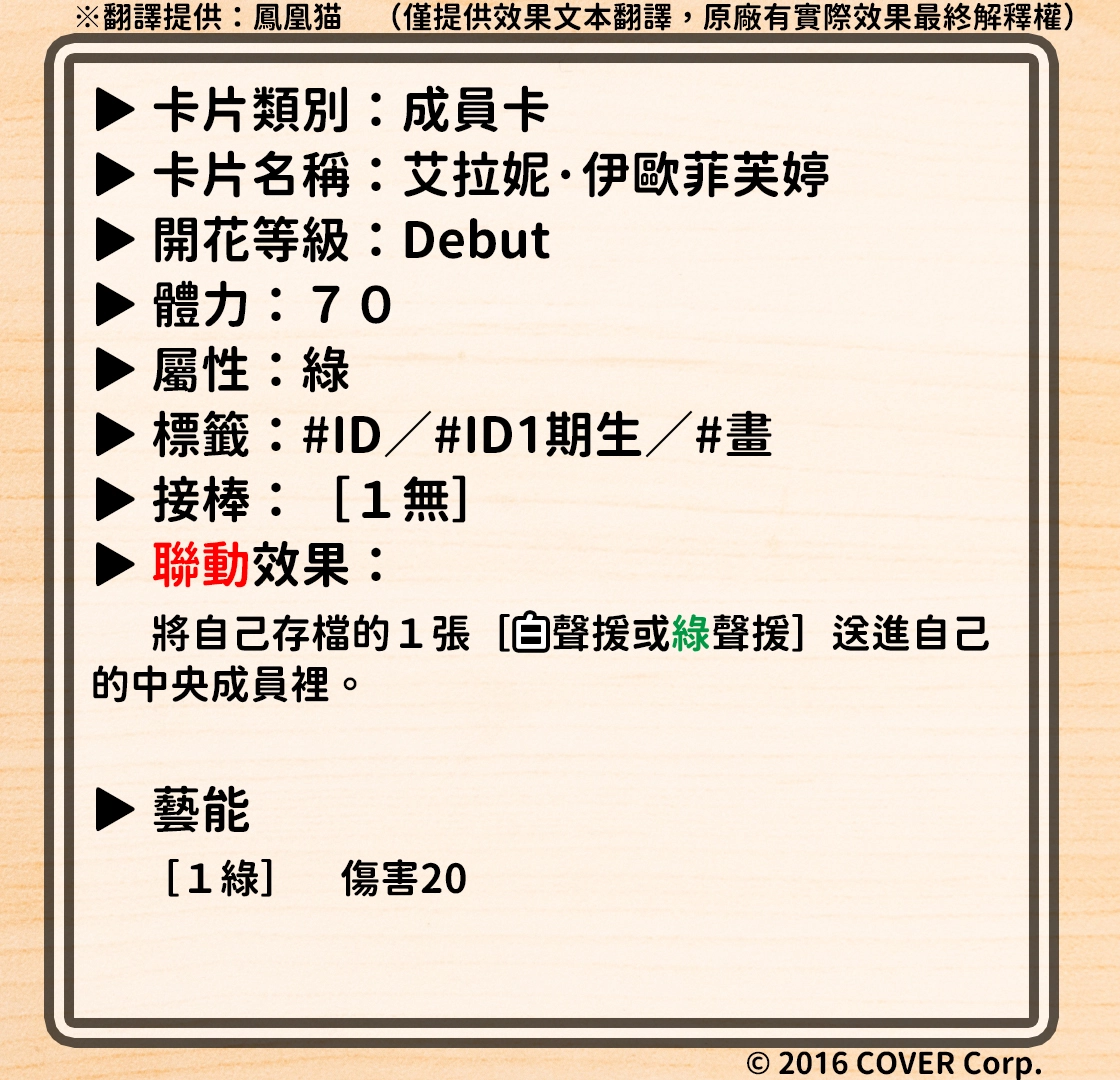 ※翻譯提供：鳳凰猫　（僅提供效果文本翻譯，原廠有實際效果最終解釋權）
▶ 卡片類別：成員卡
▶ 卡片名稱：艾拉妮·伊歐菲芙婷
▶ 開花等級：Debut
▶ 體力：７０
▶ 屬性：綠
▶ 標籤：#ID／#ID1期生／#畫
▶ 接棒：［１無］
▶ 聯動效果：
將自己存檔的１張［白聲援或綠聲援］送進自己
的中央成員裡。
▶ 藝能
［１綠］　傷害20
© 2016 COVER Corp.